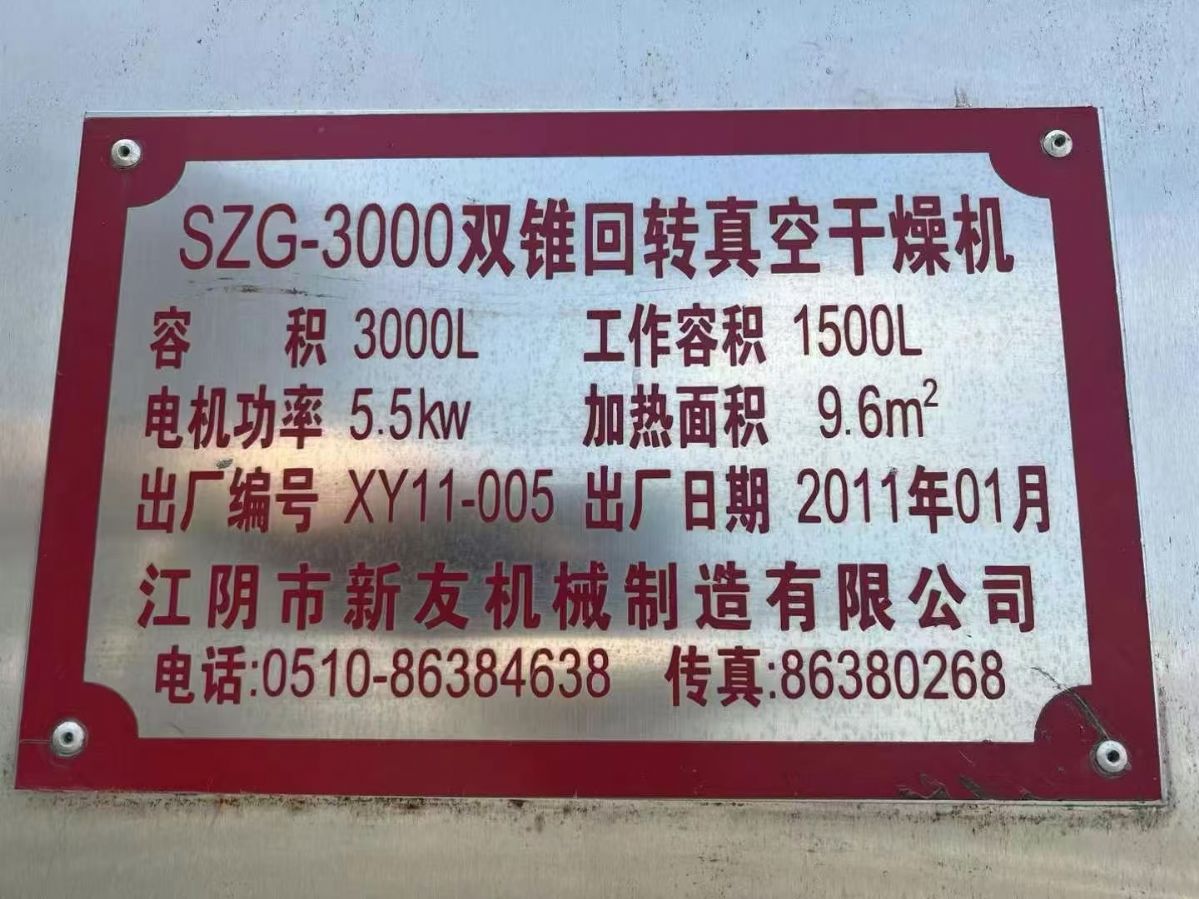 SZG-3000双锥回转真空干燥机
容 积 3000L 工作容积 1500L
电机功率 5.5kw 加热面积 9.6m²
出厂编号 XY11-005 出厂日期 2011年01月
江阴市新友机械制造有限公司
电话:0510-86384638 传真:86380268